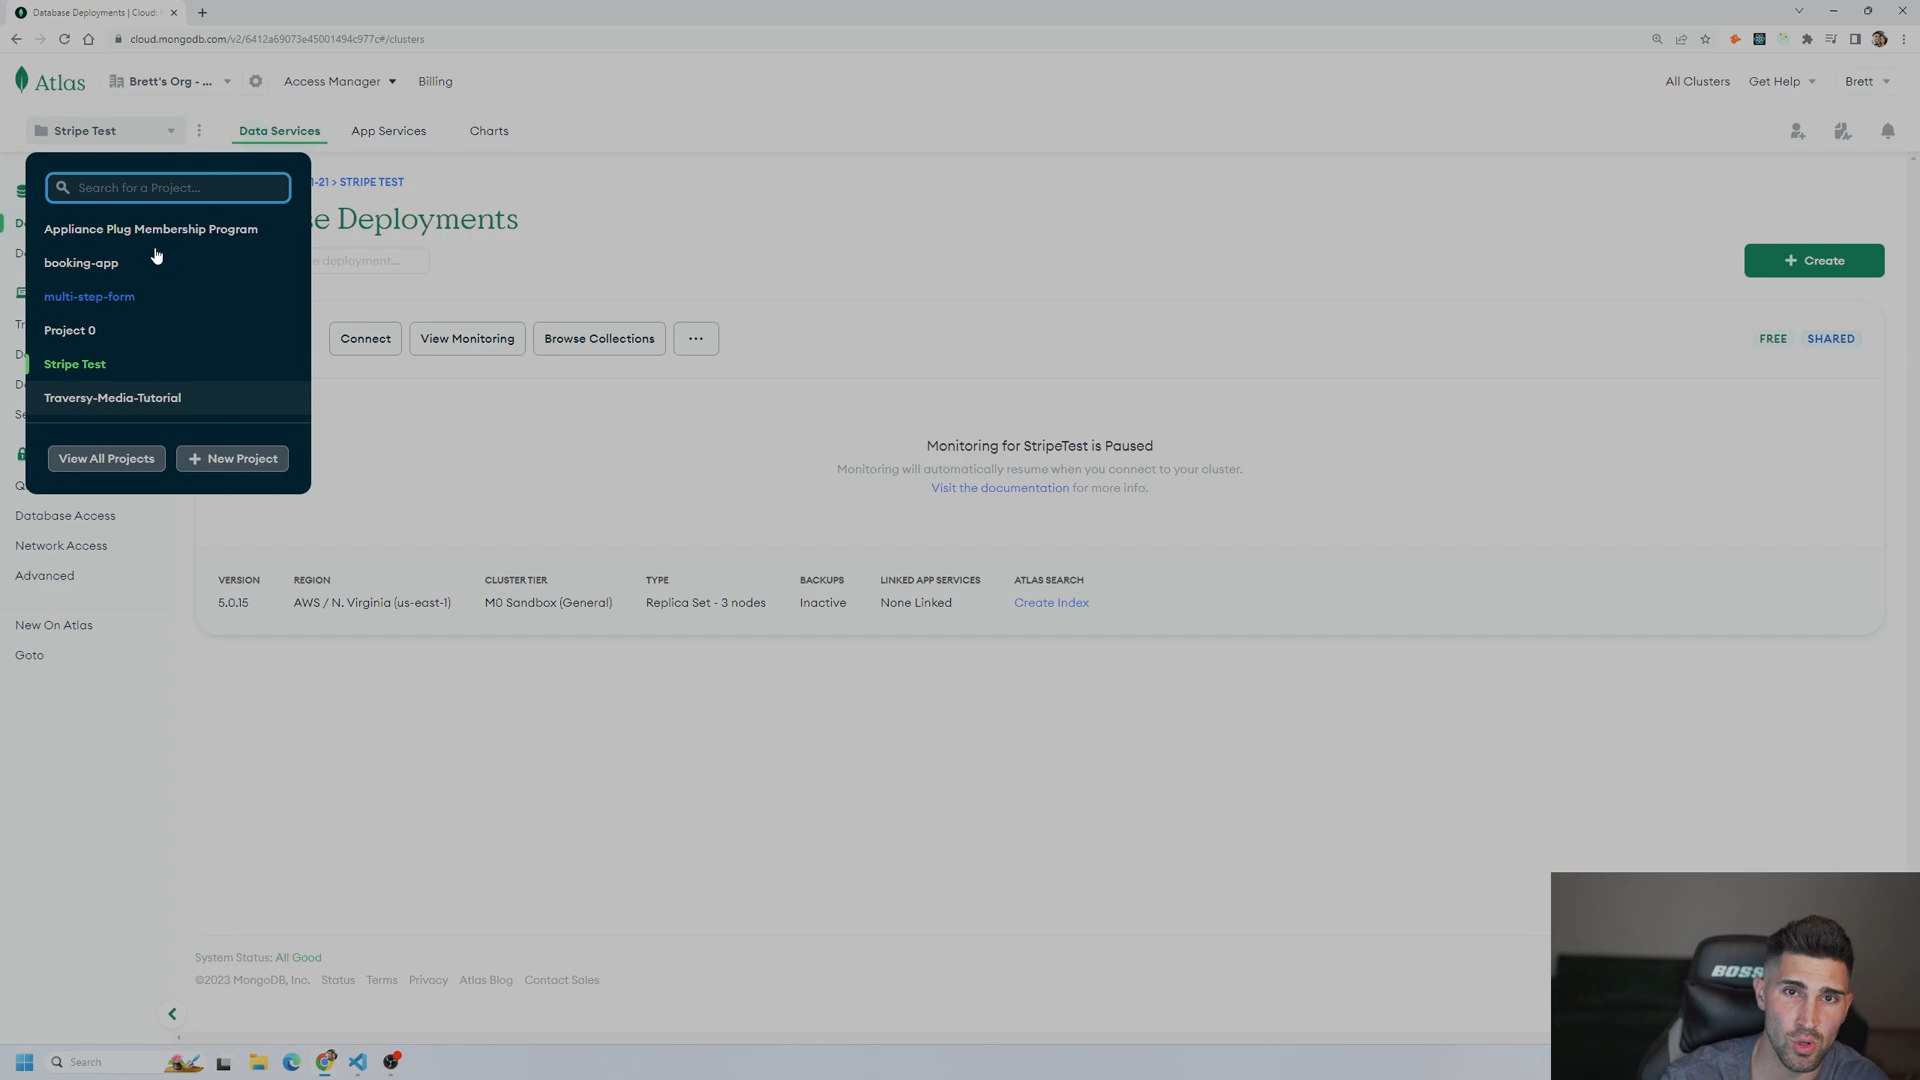 Database Deployments | Cloud:
cloud.mongodb.com/v2/6412a69073e45001494c977c#/clusters
Atlas
Brett's Org - ...
Access Manager
Billing
All Clusters
Get Help
Brett
Stripe Test
Data Services
App Services
Charts
Search for a Project...
Appliance Plug Membership Program
booking-app
multi-step-form
Project 0
Stripe Test
Traversy-Media-Tutorial
View All Projects
+ New Project
1-21 > STRIPE TEST
e Deployments
deployment...
+ Create
Connect
View Monitoring
Browse Collections
...
FREE
SHARED
Monitoring for StripeTest is Paused
Monitoring will automatically resume when you connect to your cluster.
Visit the documentation for more info.
VERSION
REGION
CLUSTER TIER
TYPE
BACKUPS
LINKED APP SERVICES
ATLAS SEARCH
5.0.15
AWS / N. Virginia (us-east-1)
M0 Sandbox (General)
Replica Set - 3 nodes
Inactive
None Linked
Create Index
Database Access
Network Access
Advanced
New On Atlas
Goto
System Status: All Good
©2023 MongoDB, Inc.
Status
Terms
Privacy
Atlas Blog
Contact Sales
BOSS
Search